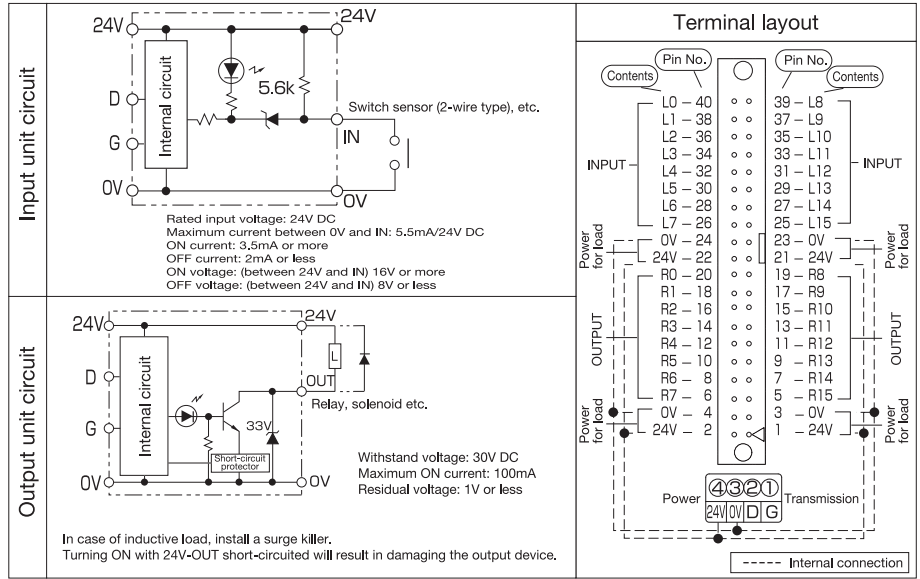 Input unit circuit
24V
24V
Internal circuit
5.6k
D
G
Switch sensor (2-wire type), etc.
IN
0V
0V
Rated input voltage: 24V DC
Maximum current between 0V and IN: 5.5mA/24V DC
ON current: 3.5mA or more
OFF current: 2mA or less
ON voltage: (between 24V and IN) 16V or more
OFF voltage: (between 24V and IN) 8V or less
Output unit circuit
24V
24V
Internal circuit
L
D
OUT
Relay, solenoid etc.
G
33V
Short-circuit
protector
0V
0V
Withstand voltage: 30V DC
Maximum ON current: 100mA
Residual voltage: 1V or less
In case of inductive load, install a surge killer.
Turning ON with 24V-OUT short-circuited will result in damaging the output device.
Terminal layout
Contents Pin No. Pin No. Contents
L0 – 40 39 – L8
L1 – 38 37 – L9
L2 – 36 35 – L10
L3 – 34 33 – L11
INPUT INPUT
L4 – 32 31 – L12
L5 – 30 29 – L13
L6 – 28 27 – L14
L7 – 26 25 – L15
Power for load 0V – 24 23 – 0V Power for load
24V – 22 21 – 24V
R0 – 20 19 – R8
R1 – 18 17 – R9
R2 – 16 15 – R10
R3 – 14 13 – R11
OUTPUT OUTPUT
R4 – 12 11 – R12
R5 – 10 9 – R13
R6 – 8 7 – R14
R7 – 6 5 – R15
Power for load 0V – 4 3 – 0V Power for load
24V – 2 1 – 24V
Power ④③②① Transmission
24V 0V D G
Internal connection